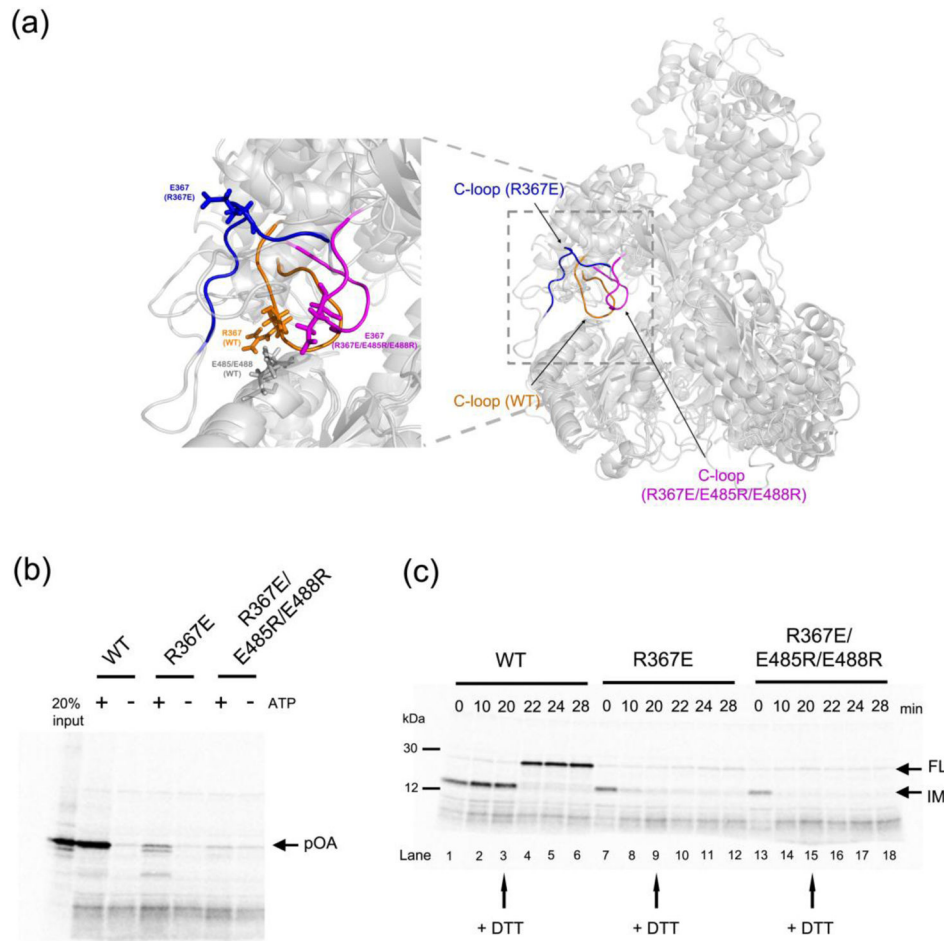 (a)
E367
(R367E)
R367
(WT)
E485/E488
(WT)
E367
(R367E/E485R/E488R)
C-loop (R367E)
C-loop (WT)
C-loop
(R367E/E485R/E488R)
(b)
WT
R367E
R367E/
E485R/E488R
20%
input
+ - + - + - ATP
pOA
(c)
WT R367E R367E/
E485R/E488R
0 10 20 22 24 28 0 10 20 22 24 28 0 10 20 22 24 28 min
kDa
30
12
FL
IM
Lane 1 2 3 4 5 6 7 8 9 10 11 12 13 14 15 16 17 18
+ DTT + DTT + DTT